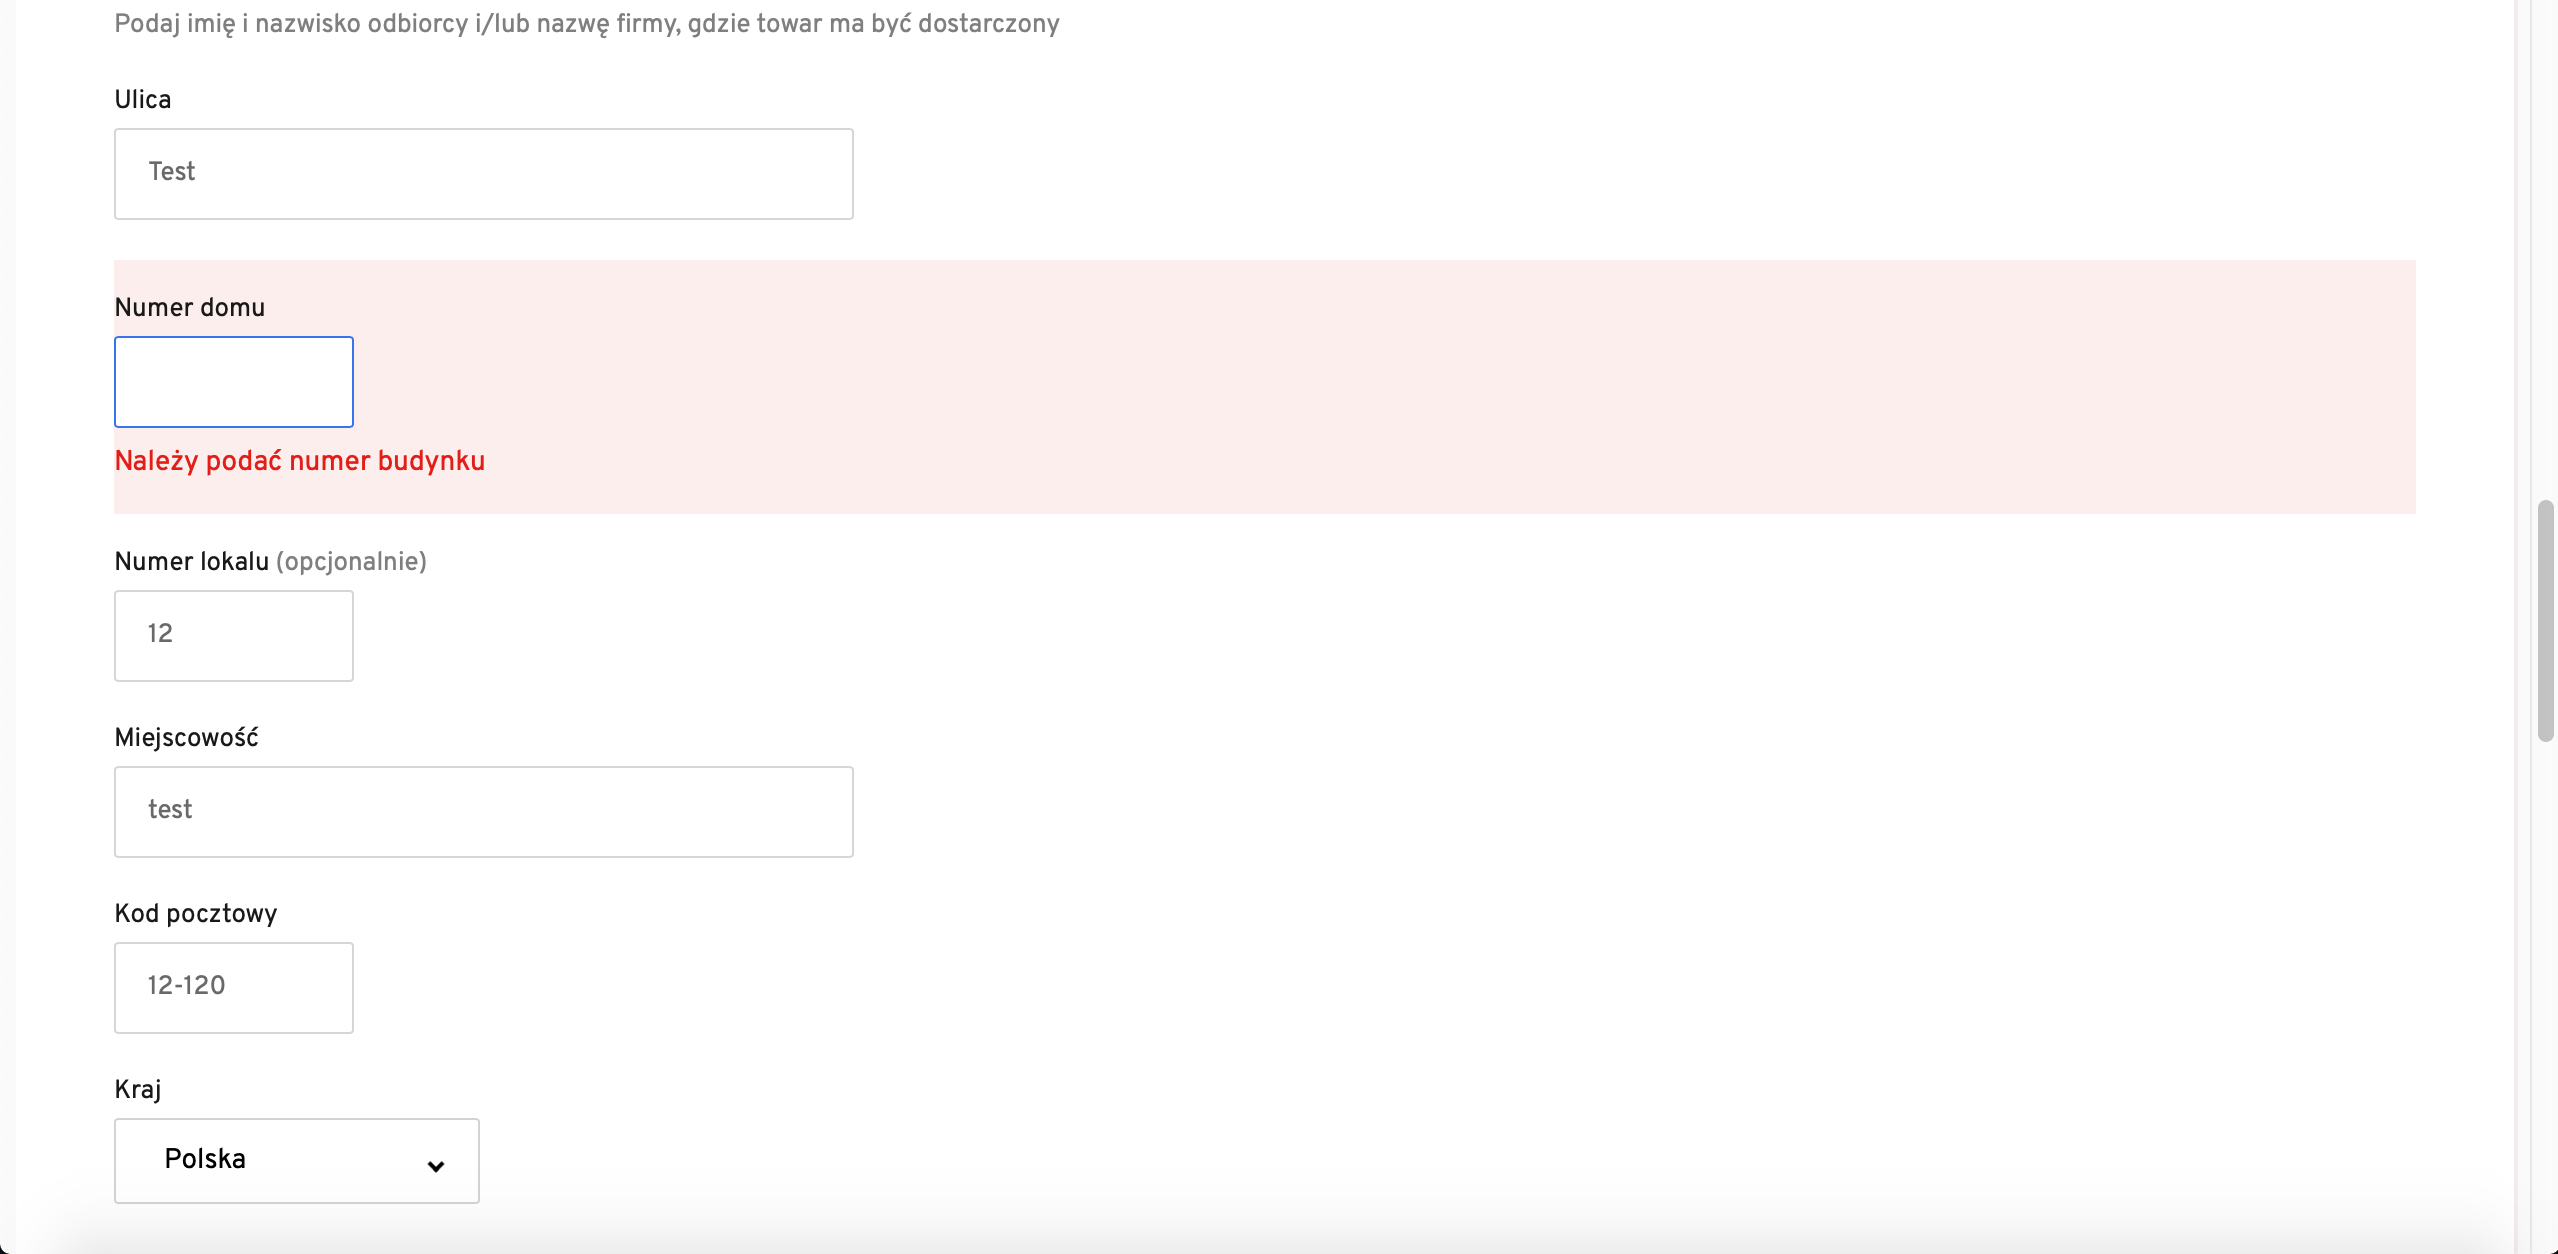 Podaj imię i nazwisko odbiorcy i/lub nazwę firmy, gdzie towar ma być dostarczony
Ulica
Test
Numer domu
Należy podać numer budynku
Numer lokalu (opcjonalnie)
12
Miejscowość
test
Kod pocztowy
12-120
Kraj
Polska